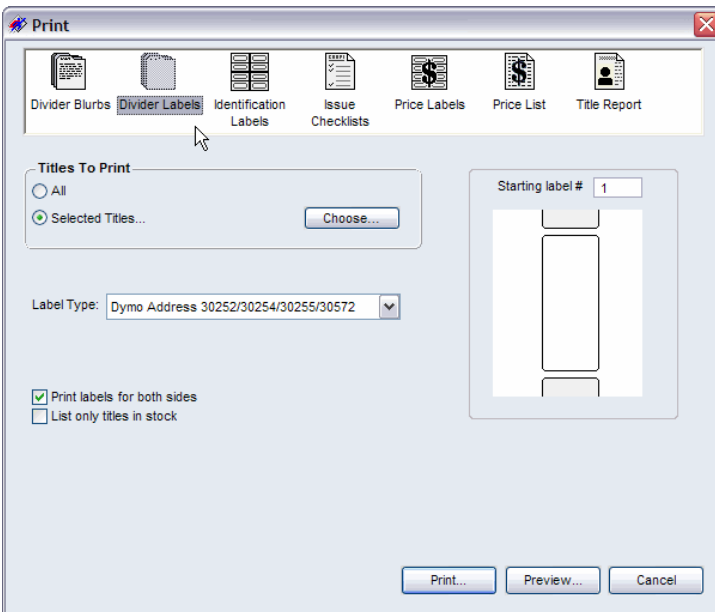 Print
Divider Blurbs Divider Labels Identification Labels Issue Checklists Price Labels Price List Title Report
Titles To Print
All
Selected Titles... Choose...
Starting label # 1
Label Type: Dymo Address 30252/30254/30255/30572
Print labels for both sides
List only titles in stock
Print... Preview... Cancel